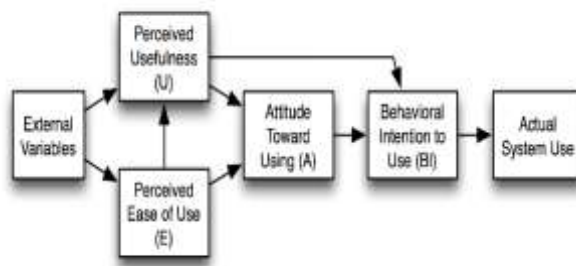 External
Variables
Perceived
Usefulness
(U)
Perceived
Ease of Use
(E)
Attitude
Toward
Using (A)
Behavioral
Intention to
Use (BI)
Actual
System Use